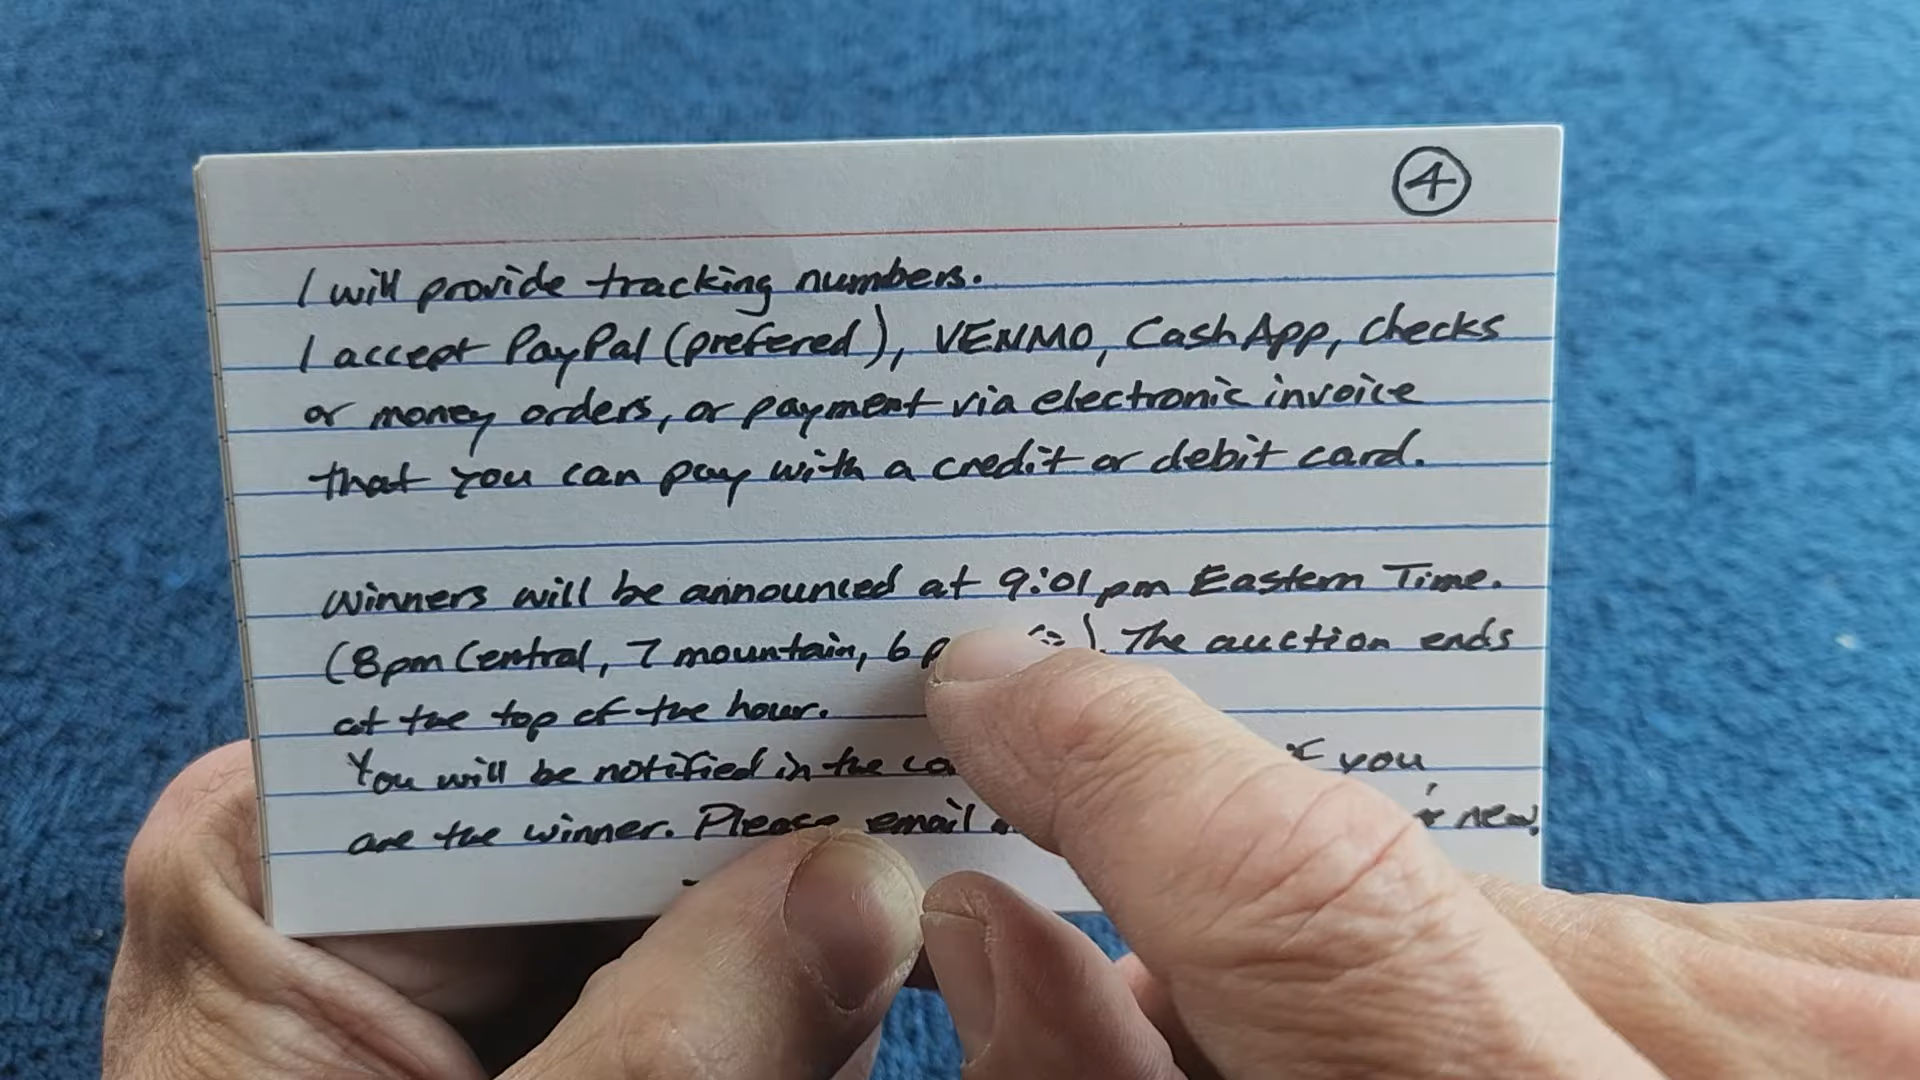 4
I will provide tracking numbers.
I accept PayPal (prefered), VENMO, Cash App, checks
or money orders, or payment via electronic invoice
that you can pay with a credit or debit card.
Winners will be announced at 9:01 pm Eastern Time.
(8pm Central, 7 mountain, 6 ). The auction ends
at the top of the hour.
You will be notified in the you
are the winner. Please email new,